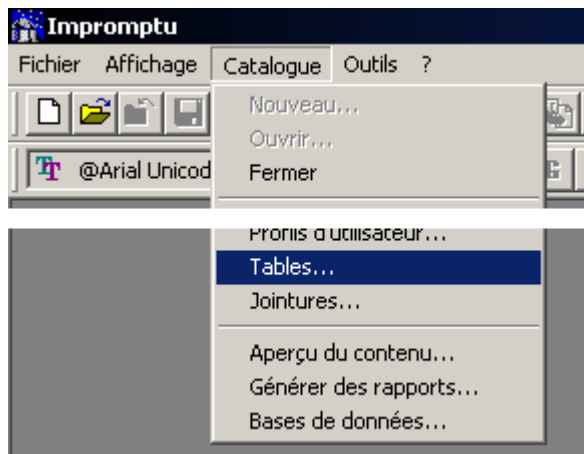 Impromptu
Fichier Affichage Catalogue Outils ?
Nouveau...
Ouvrir...
@Arial Unicod
Fermer
Profils d'utilisateur...
Tables...
Jointures...
Aperçu du contenu...
Générer des rapports...
Bases de données...